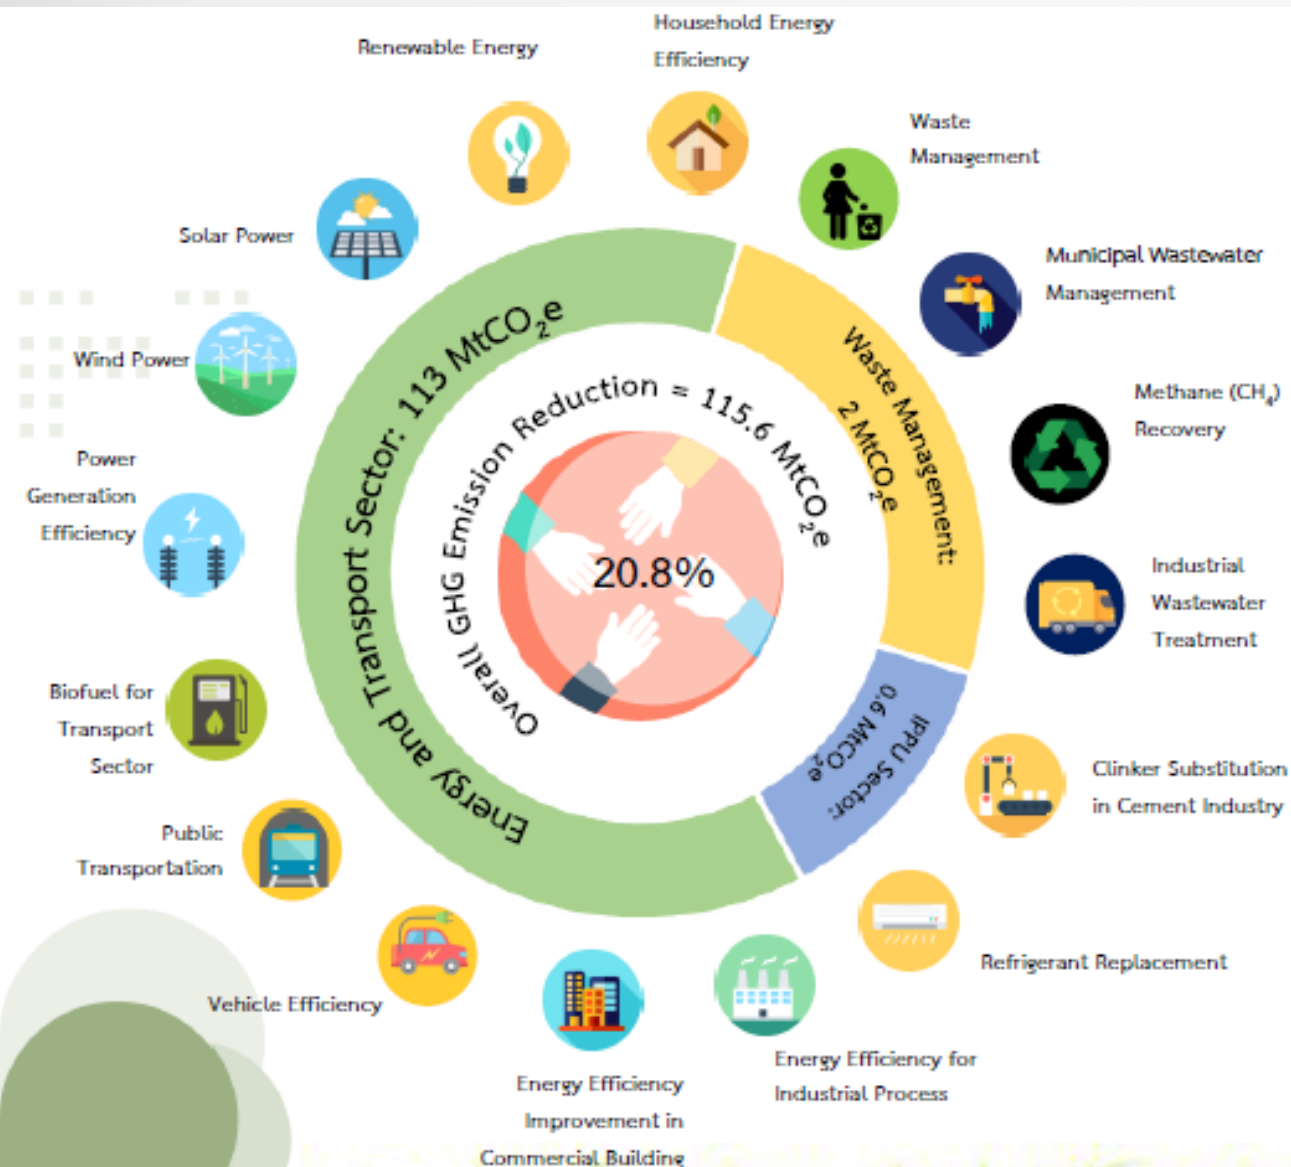 Renewable Energy
Household Energy
Efficiency
Waste
Management
Solar Power
Municipal Wastewater
Management
Wind Power
Methane (CH₄)
Recovery
Power
Generation
Efficiency
Industrial
Wastewater
Treatment
Biofuel for
Transport
Sector
Clinker Substitution
in Cement Industry
Public
Transportation
Refrigerant Replacement
Vehicle Efficiency
Energy Efficiency for
Industrial Process
Energy Efficiency
Improvement in
Commercial Building
Energy and Transport Sector: 113 MtCO₂e
Waste Management:
2 MtCO₂e
IPPU Sector:
0.6 MtCO₂e
Overall GHG Emission Reduction = 115.6 MtCO₂e
20.8%